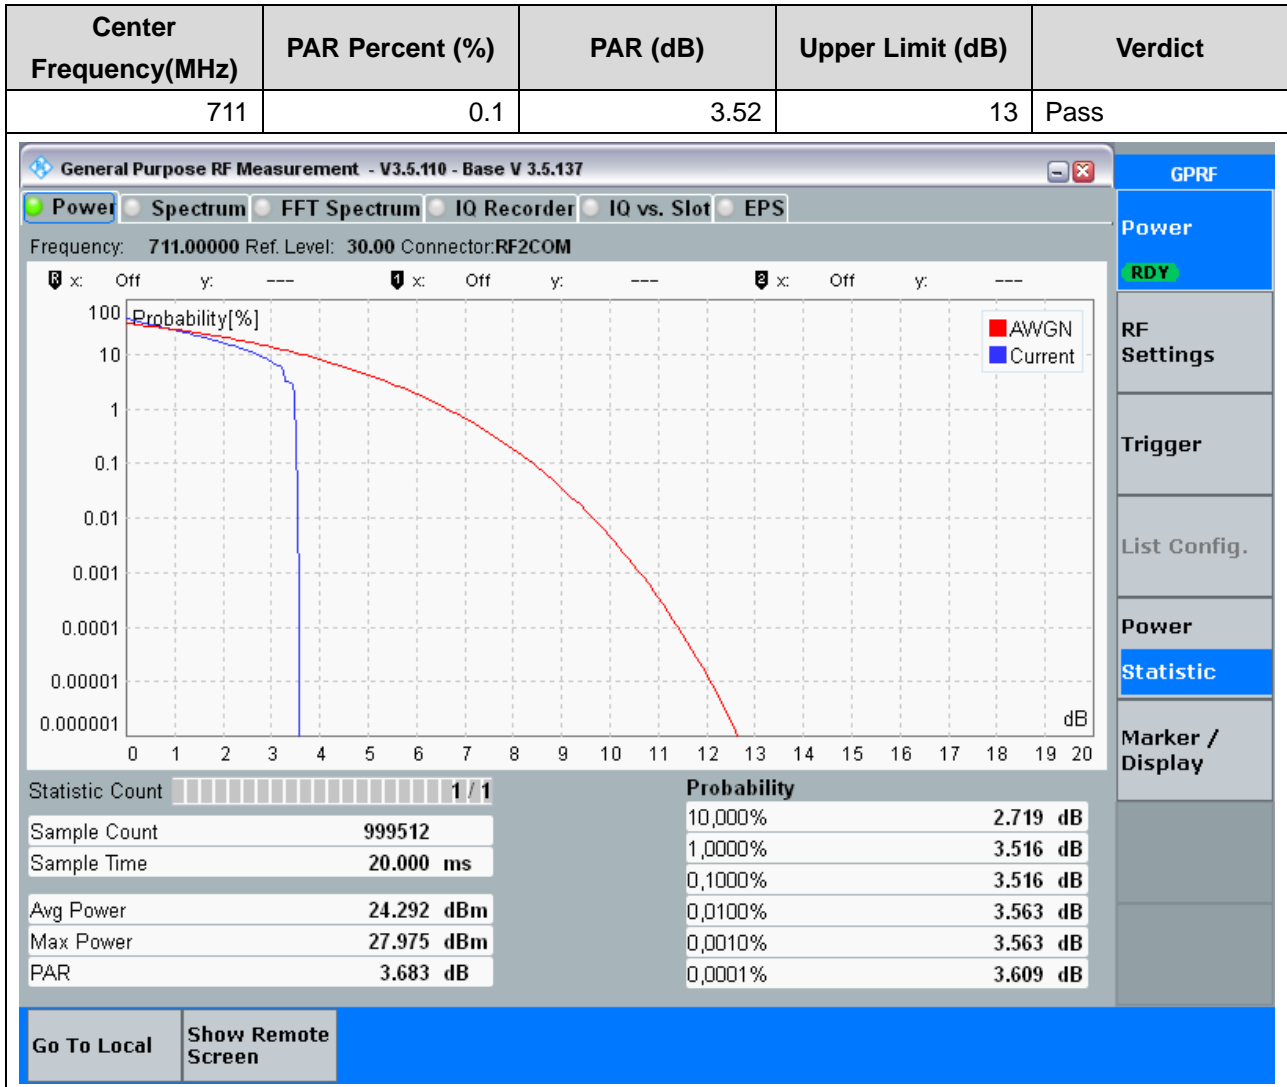 Center Frequency(MHz) PAR Percent (%) PAR (dB) Upper Limit (dB) Verdict
711 0.1 3.52 13 Pass
General Purpose RF Measurement - V3.5.110 - Base V 3.5.137
Power Spectrum FFT Spectrum IQ Recorder IQ vs. Slot EPS
Frequency: 711.00000 Ref. Level: 30.00 Connector:RF2COM
R x: Off y: --- 1 x: Off y: --- 2 x: Off y: ---
Probability[%]
100
10
1
0.1
0.01
0.001
0.0001
0.00001
0.000001
AWGN
Current
dB
0 1 2 3 4 5 6 7 8 9 10 11 12 13 14 15 16 17 18 19 20
Statistic Count 1 / 1
Sample Count 999512
Sample Time 20.000 ms
Avg Power 24.292 dBm
Max Power 27.975 dBm
PAR 3.683 dB
Probability
10,000% 2.719 dB
1,0000% 3.516 dB
0,1000% 3.516 dB
0,0100% 3.563 dB
0,0010% 3.563 dB
0,0001% 3.609 dB
GPRF
Power
RDY
RF
Settings
Trigger
List Config.
Power
Statistic
Marker /
Display
Go To Local
Show Remote
Screen